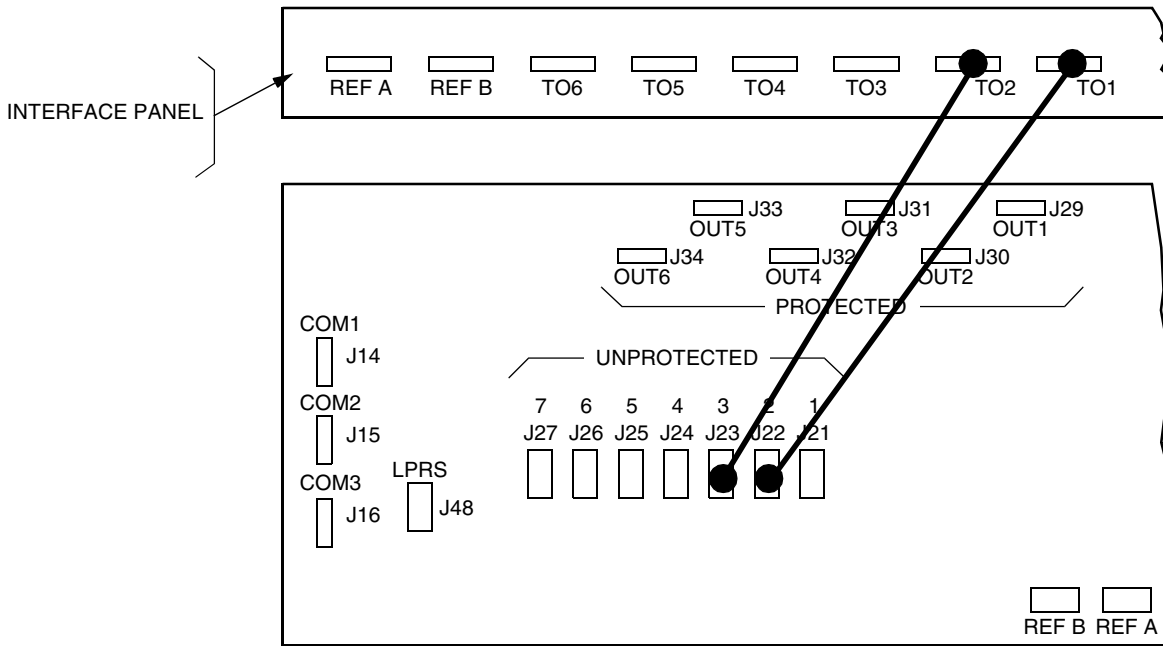 REF A REF B TO6 TO5 TO4 TO3 TO2 TO1
INTERFACE PANEL
J33 J31 J29
OUT5 OUT3 OUT1
J34 J32 J30
OUT6 OUT4 OUT2
PROTECTED
COM1
J14
UNPROTECTED
COM2
7 6 5 4 3 2 1
J15
J27 J26 J25 J24 J23 J22 J21
LPRS
COM3
J16
J48
REF B REF A